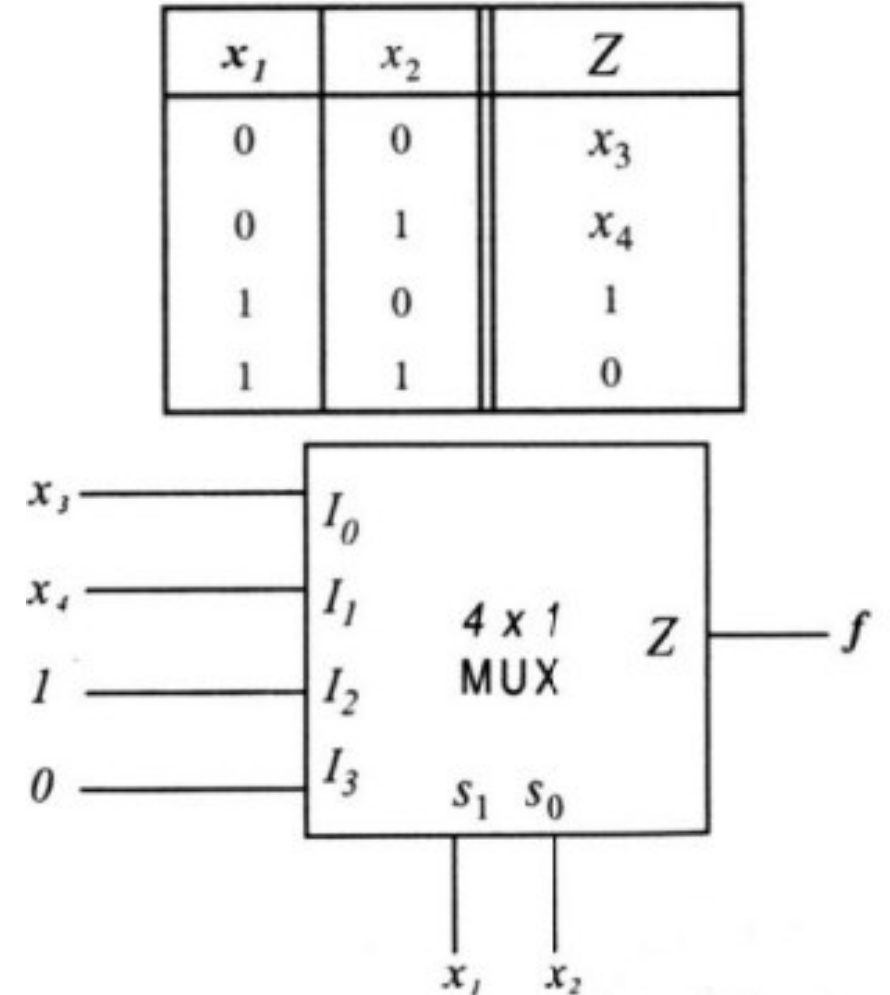 x₁ x₂ Z
0 0 x₃
0 1 x₄
1 0 1
1 1 0
x₃ I₀
x₄ I₁
4 x 1
MUX
Z f
1 I₂
0 I₃
s₁ s₀
x₁ x₂